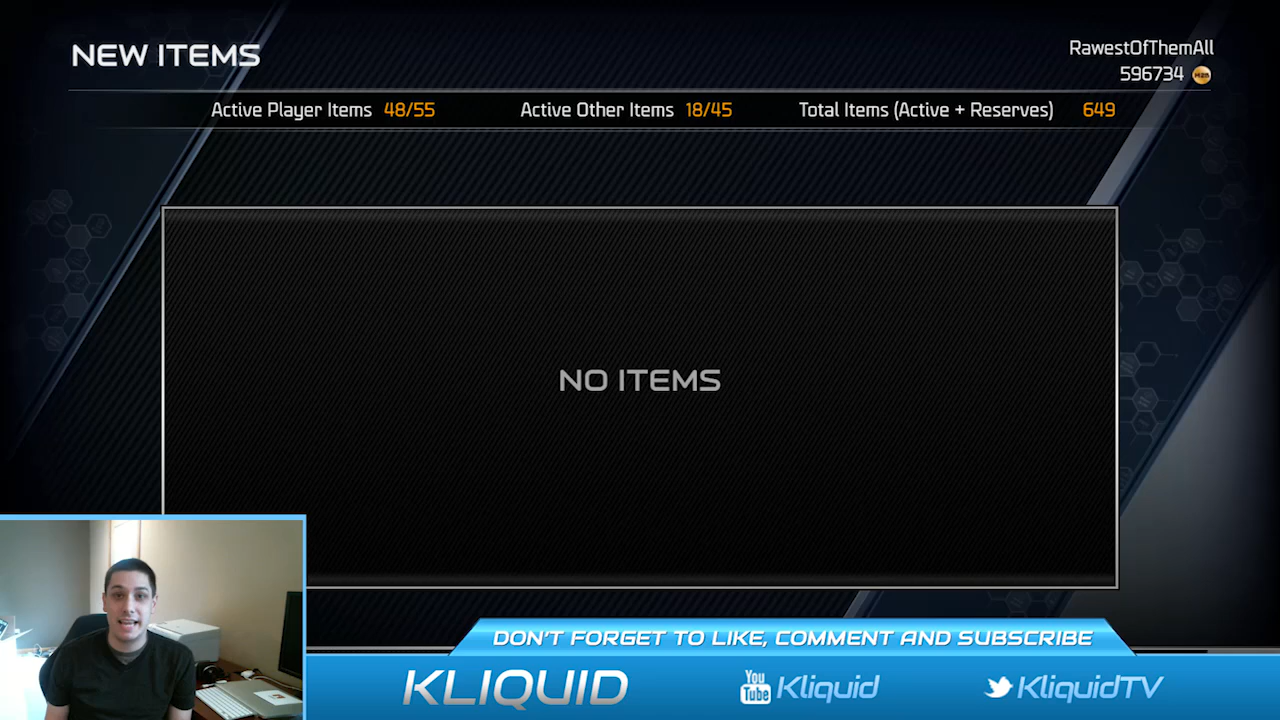 NEW ITEMS
RawestOfThemAll
596734
Active Player Items 48/55 Active Other Items 18/45 Total Items (Active + Reserves) 649
NO ITEMS
DON'T FORGET TO LIKE, COMMENT AND SUBSCRIBE
KLIQUID You Tube Kliquid KliquidTV